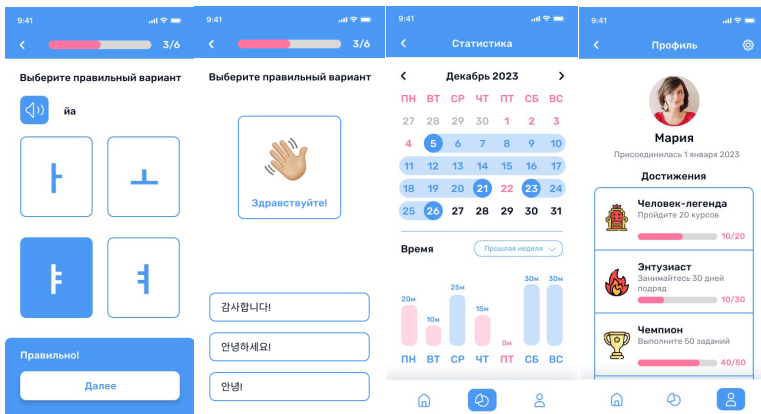 9:41
3/6
Выберите правильный вариант
йа
ㅏ
ㅗ
ㅑ
ㅕ
Правильно!
Далее
9:41
3/6
Выберите правильный вариант
Здравствуйте!
감사합니다!
안녕하세요!
안녕!
9:41
Статистика
Декабрь 2023
ПН ВТ СР ЧТ ПТ СБ ВС
27 28 29 30 1 2 3
4 5 6 7 8 9 10
11 12 13 14 15 16 17
18 19 20 21 22 23 24
25 26 27 28 29 30 31
Время
Прошлая неделя
20м 10м 25м 15м 0м 30м 30м
ПН ВТ СР ЧТ ПТ СБ ВС
9:41
Профиль
Мария
Присоединилась 1 января 2023
Достижения
Человек-легенда
Пройдите 20 курсов
10/20
Энтузиаст
Занимайтесь 30 дней
подряд
10/30
Чемпион
Выполните 50 заданий
40/50